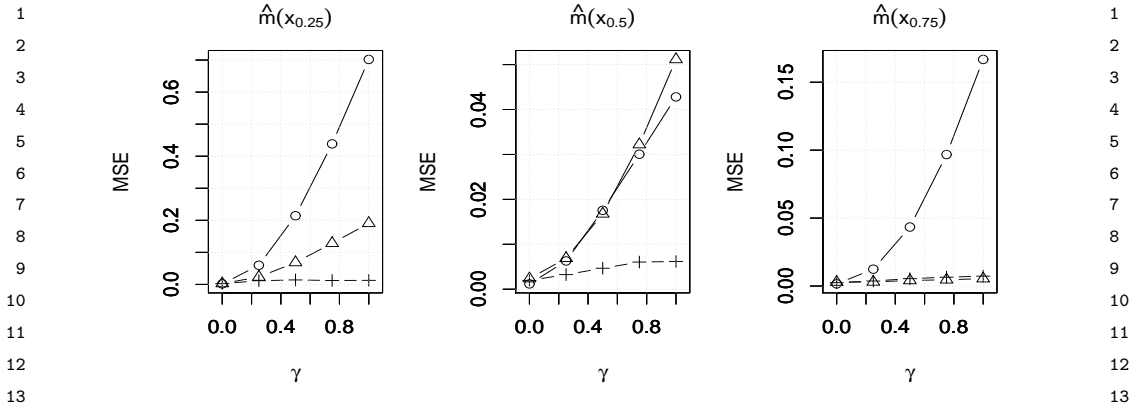 1 1
2 2
3 3
4 4
5 5
6 6
7 7
8 8
9 9
10 10
11 11
12 12
13 13
m̂(x0.25)
MSE
0.0 0.2 0.4 0.6
0.0 0.4 0.8
γ
m̂(x0.5)
MSE
0.00 0.02 0.04
0.0 0.4 0.8
γ
m̂(x0.75)
MSE
0.00 0.05 0.10 0.15
0.0 0.4 0.8
γ